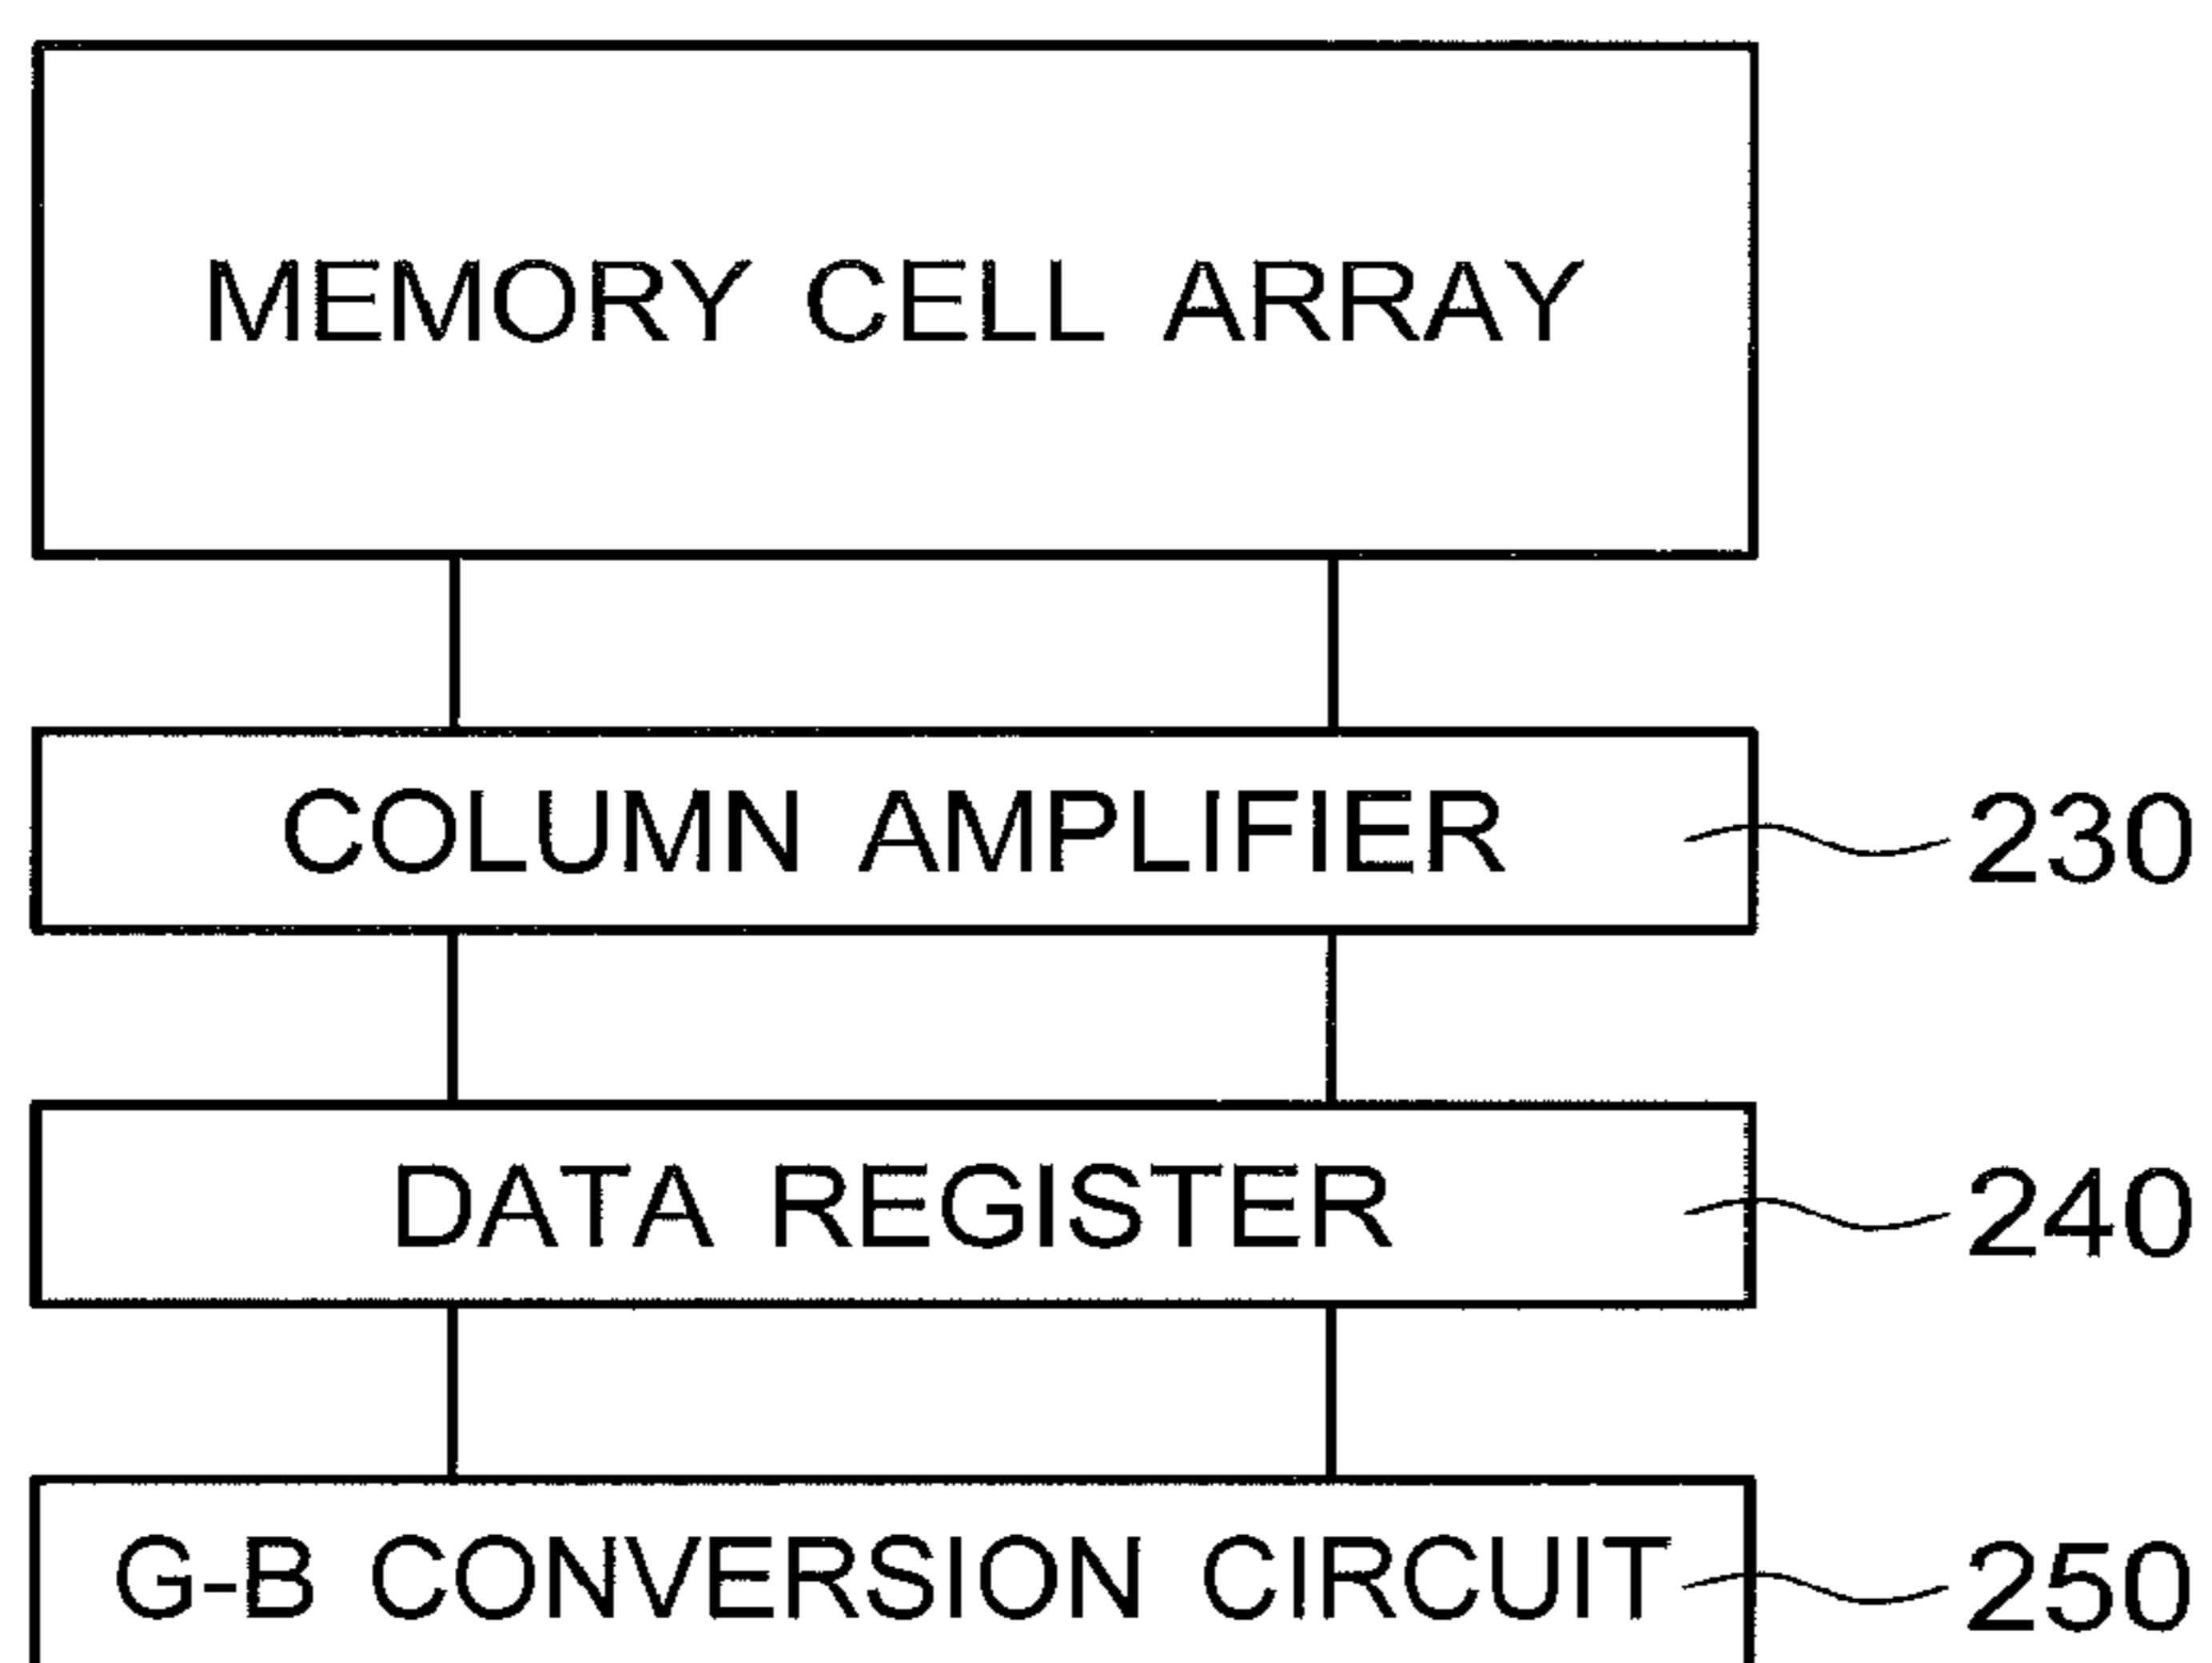 MEMORY CELL ARRAY
COLUMN AMPLIFIER 230
DATA REGISTER 240
G-B CONVERSION CIRCUIT 250